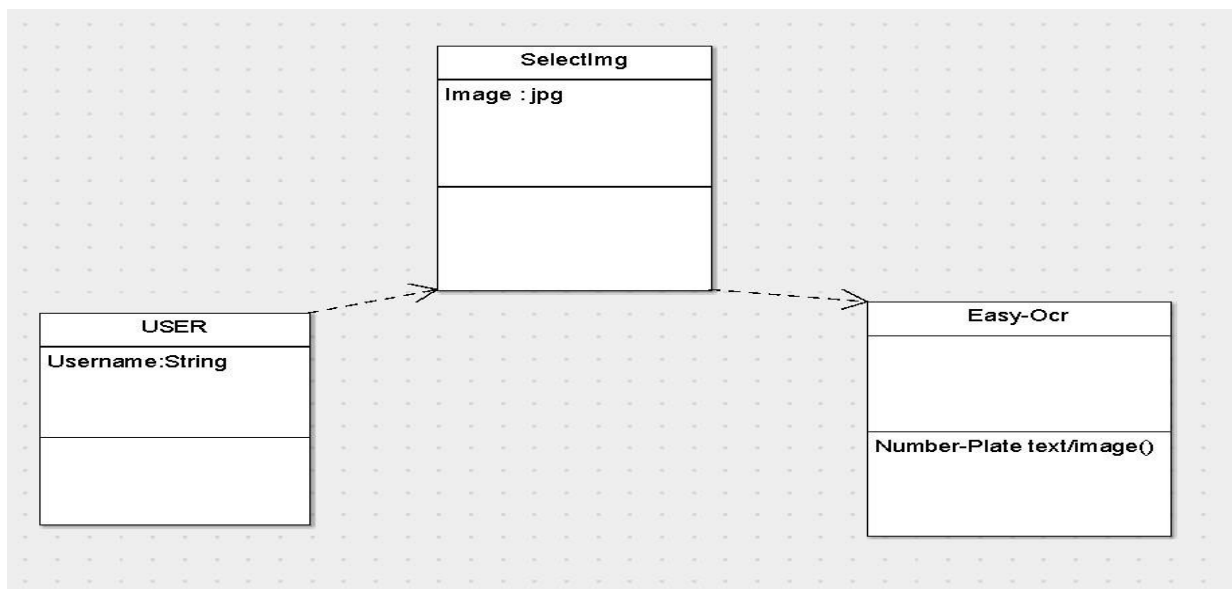 SelectImg
Image : jpg
USER
Username:String
Easy-Ocr
Number-Plate text/image()